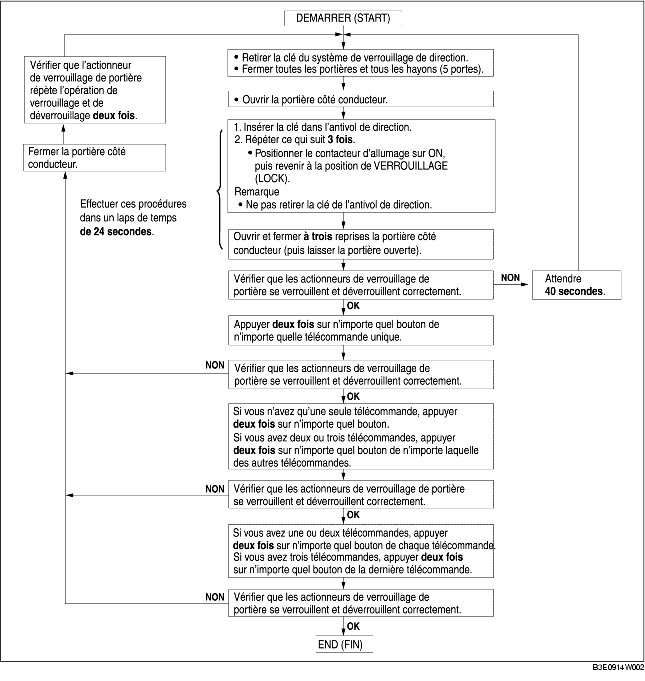 DEMARRER (START)
• Retirer la clé du système de verrouillage de direction.
• Fermer toutes les portières et tous les hayons (5 portes).
• Ouvrir la portière côté conducteur.
1. Insérer la clé dans l'antivol de direction.
2. Répéter ce qui suit 3 fois.
• Positionner le contacteur d'allumage sur ON,
puis revenir à la position de VERROUILLAGE
(LOCK).
Remarque
• Ne pas retirer la clé de l'antivol de direction.
Effectuer ces procédures
dans un laps de temps
de 24 secondes.
Ouvrir et fermer à trois reprises la portière côté
conducteur (puis laisser la portière ouverte).
Vérifier que les actionneurs de verrouillage de
portière se verrouillent et déverrouillent correctement.
NON
Attendre
40 secondes.
OK
Appuyer deux fois sur n'importe quel bouton de
n'importe quelle télécommande unique.
Vérifier que les actionneurs de verrouillage de
portière se verrouillent et déverrouillent correctement.
NON
OK
Si vous n'avez qu'une seule télécommande, appuyer
deux fois sur n'importe quel bouton.
Si vous avez deux ou trois télécommandes, appuyer
deux fois sur n'importe quel bouton de n'importe laquelle
des autres télécommandes.
NON
Vérifier que les actionneurs de verrouillage de portière
se verrouillent et déverrouillent correctement.
OK
Si vous avez une ou deux télécommandes, appuyer
deux fois sur n'importe quel bouton de chaque télécommande.
Si vous avez trois télécommandes, appuyer deux fois
sur n'importe quel bouton de la dernière télécommande.
NON
Vérifier que les actionneurs de verrouillage de
portière se verrouillent et déverrouillent correctement.
OK
END (FIN)
Fermer la portière côté
conducteur.
Vérifier que l'actionneur
de verrouillage de portière
répète l'opération de
verrouillage et de
déverrouillage deux fois.
B3E0914W002